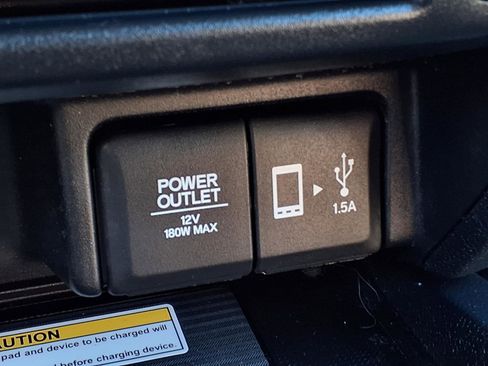 POWER
OUTLET
12V
180W MAX
1.5A
AUTION
pad and device to be charged will
before charging device.